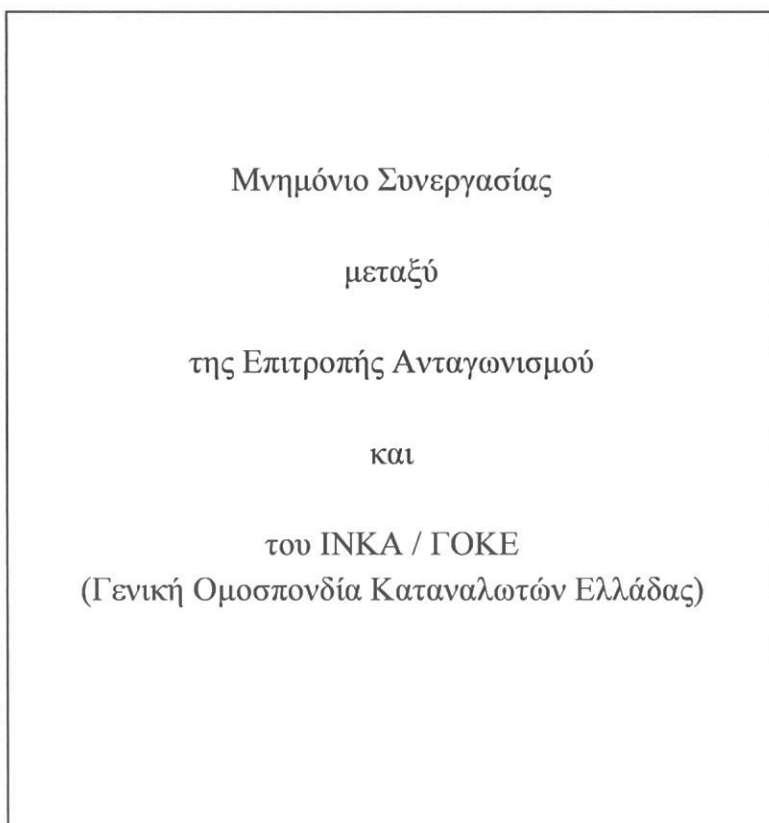 Μνημόνιο Συνεργασίας
μεταξύ
της Επιτροπής Ανταγωνισμού
και
του ΙΝΚΑ / ΓΟΚΕ
(Γενική Ομοσπονδία Καταναλωτών Ελλάδας)